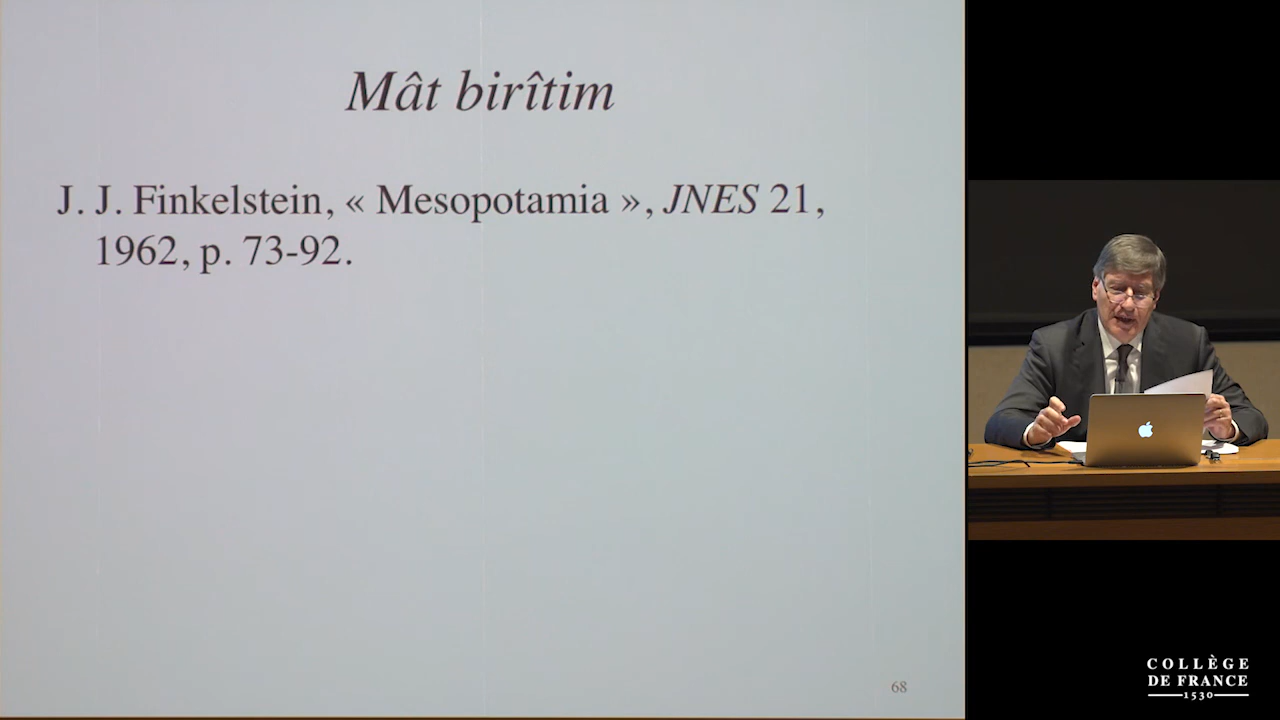 Mât birîtim
J. J. Finkelstein, « Mesopotamia », JNES 21,
1962, p. 73-92.
68
COLLÈGE
DE FRANCE
1530